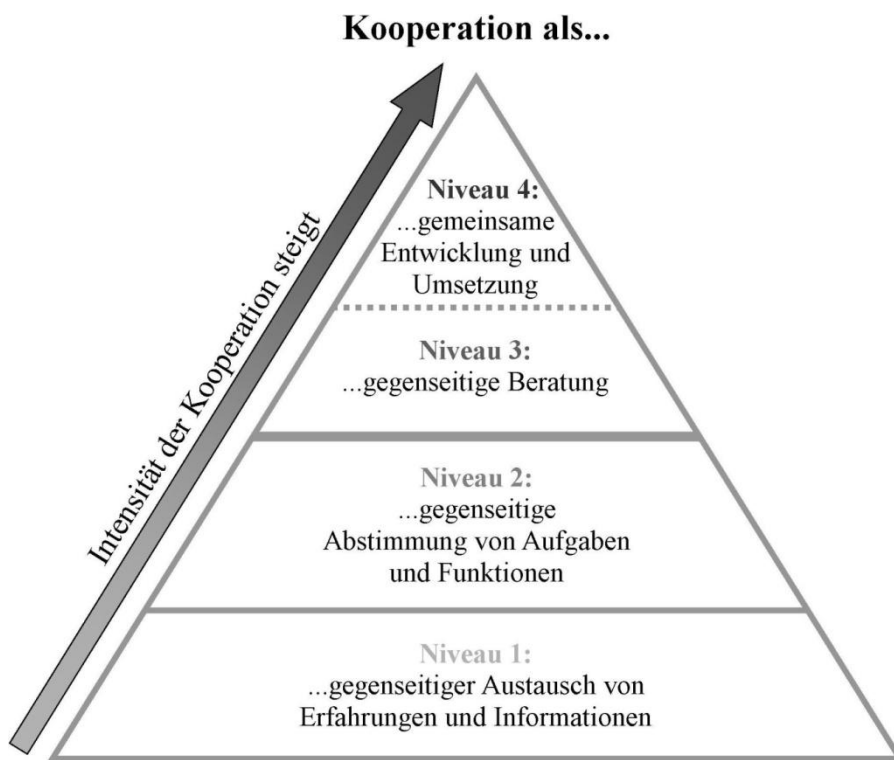 Kooperation als...
Intensität der Kooperation steigt
Niveau 4:
...gemeinsame
Entwicklung und
Umsetzung
Niveau 3:
...gegenseitige Beratung
Niveau 2:
...gegenseitige
Abstimmung von Aufgaben
und Funktionen
Niveau 1:
...gegenseitiger Austausch von
Erfahrungen und Informationen